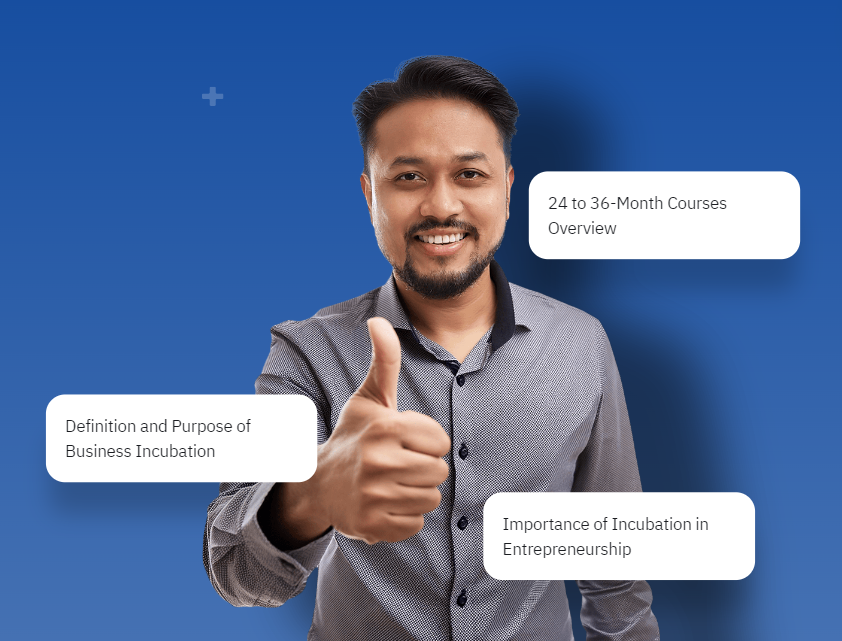 24 to 36-Month Courses
Overview
Definition and Purpose of
Business Incubation
Importance of Incubation in
Entrepreneurship